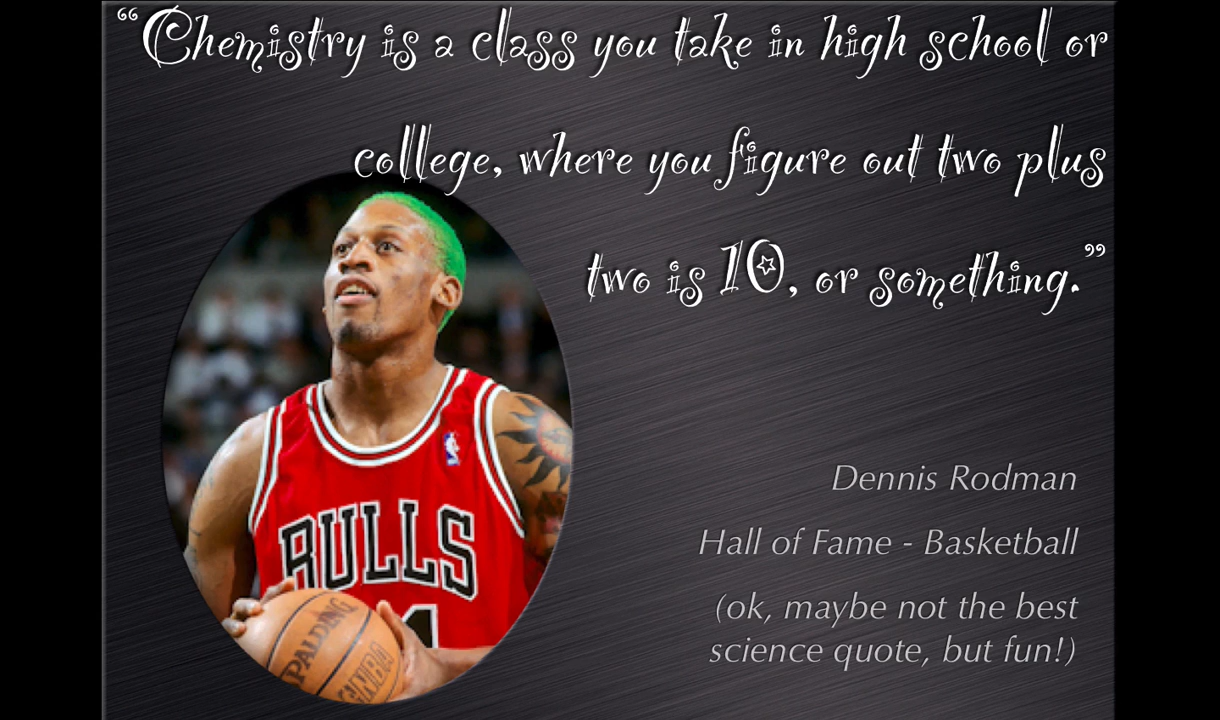 “Chemistry is a class you take in high school or
college, where you figure out two plus
two is 10, or something.”
Dennis Rodman
Hall of Fame - Basketball
(ok, maybe not the best
science quote, but fun!)
BULLS
SPALDING
NBA